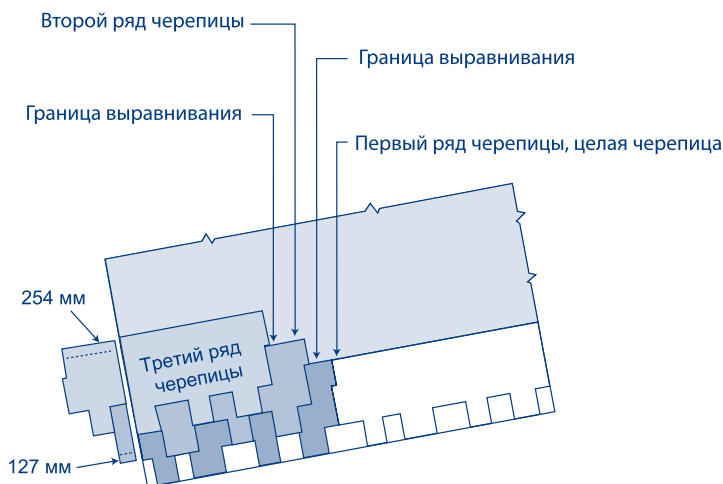 Второй ряд черепицы
Граница выравнивания
Граница выравнивания
Первый ряд черепицы, целая черепица
254 мм
Третий ряд
черепицы
127 мм